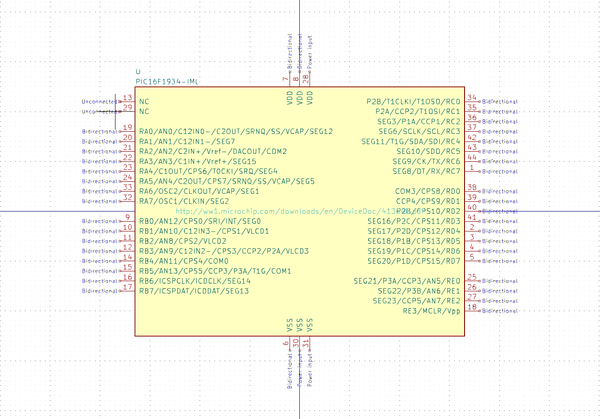 Bidirectional
Bidirectional
Power input
7
8
28
U
PIC16F1934-IML
VDD
VDD
VDD
Unconnected 13 NC
Unconnected 29 NC
P2B/T1CLKI/T1OSO/RC0 34 Bidirectional
P2A/CCP2/T1OSI/RC1 35 Bidirectional
SEG3/P1A/CCP1/RC2 36 Bidirectional
SEG6/SCK/SCL/RC3 37 Bidirectional
SEG11/T1G/SDA/SDI/RC4 42 Bidirectional
SEG10/SDO/RC5 43 Bidirectional
SEG9/CK/TX/RC6 44 Bidirectional
SEG8/DT/RX/RC7 1 Bidirectional
Bidirectional 19 RA0/AN0/C12IN0-/C2OUT/SRNQ/SS/VCAP/SEG12
Bidirectional 20 RA1/AN1/C12IN1-/SEG7
Bidirectional 21 RA2/AN2/C2IN+/Vref-/DACOUT/COM2
Bidirectional 22 RA3/AN3/C1IN+/Vref+/SEG15
Bidirectional 23 RA4/C1OUT/CPS6/T0CKI/SRQ/SEG4
Bidirectional 24 RA5/AN4/C2OUT/CPS7/SRNQ/SS/VCAP/SEG5
Bidirectional 33 RA6/OSC2/CLKOUT/VCAP/SEG1
Bidirectional 32 RA7/OSC1/CLKIN/SEG2
COM3/CPS8/RD0 38 Bidirectional
CCP4/CPS9/RD1 39 Bidirectional
http://ww1.microchip.com/downloads/en/DeviceDoc/
P2B/CPS10/RD2 40 Bidirectional
SEG16/P2C/CPS11/RD3 41 Bidirectional
SEG17/P2D/CPS12/RD4 2 Bidirectional
SEG18/P1B/CPS13/RD5 3 Bidirectional
SEG19/P1C/CPS14/RD6 4 Bidirectional
SEG20/P1D/CPS15/RD7 5 Bidirectional
Bidirectional 9 RB0/AN12/CPS0/SRI/INT/SEG0
Bidirectional 10 RB1/AN10/C12IN3-/CPS1/VLCD1
Bidirectional 11 RB2/AN8/CPS2/VLCD2
Bidirectional 12 RB3/AN9/C12IN2-/CPS3/CCP2/P2A/VLCD3
Bidirectional 14 RB4/AN11/CPS4/COM0
Bidirectional 15 RB5/AN13/CPS5/CCP3/P3A/T1G/COM1
Bidirectional 16 RB6/ICSPCLK/ICDCLK/SEG14
Bidirectional 17 RB7/ICSPDAT/ICDDAT/SEG13
SEG21/P3A/CCP3/AN5/RE0 25 Bidirectional
SEG22/P3B/AN6/RE1 26 Bidirectional
SEG23/CCP5/AN7/RE2 27 Bidirectional
RE3/MCLR/Vpp 18 Bidirectional
VSS
VSS
VSS
6
30
31
Bidirectional
Power input
Power input